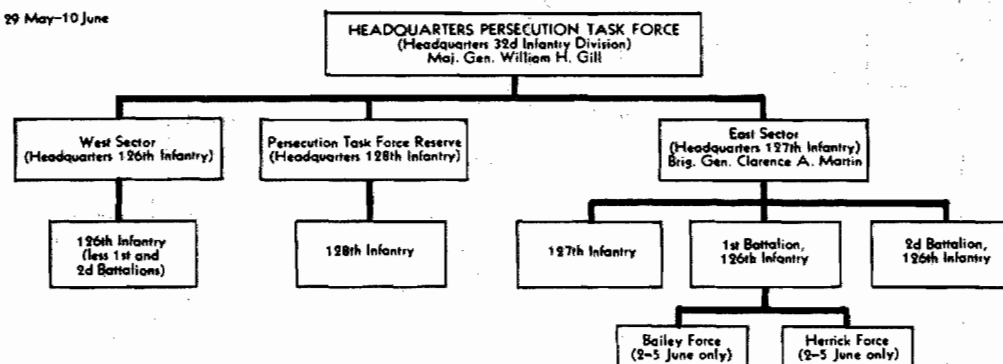 29 May–10 June
HEADQUARTERS PERSECUTION TASK FORCE
(Headquarters 32d Infantry Division)
Maj. Gen. William H. Gill
West Sector
(Headquarters 126th Infantry)
Persecution Task Force Reserve
(Headquarters 128th Infantry)
East Sector
(Headquarters 127th Infantry)
Brig. Gen. Clarence A. Martin
126th Infantry
(less 1st and
2d Battalions)
128th Infantry
127th Infantry
1st Battalion,
126th Infantry
2d Battalion,
126th Infantry
Bailey Force
(2–5 June only)
Herrick Force
(2–5 June only)